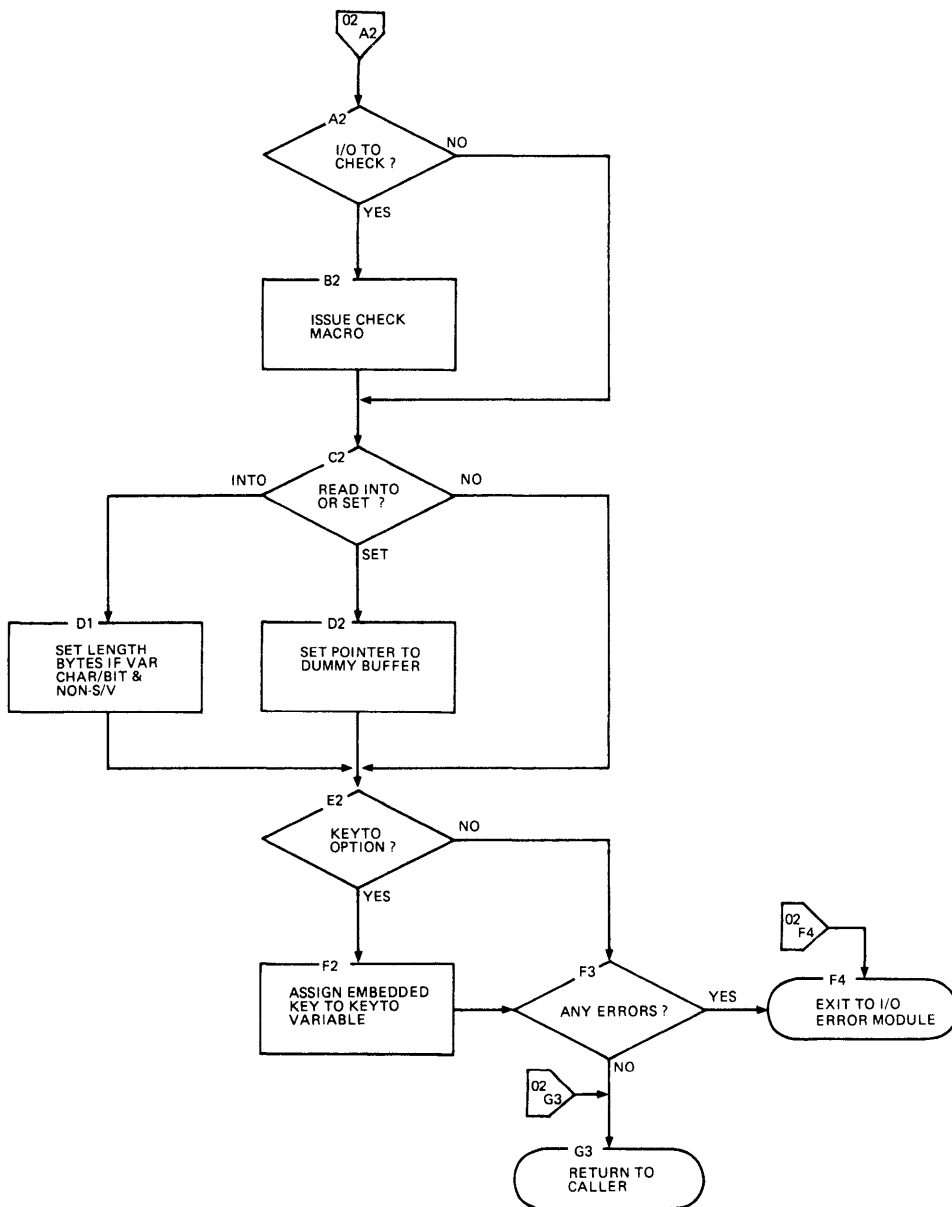 02
A2
A2
I/O TO
CHECK ?
NO
YES
B2
ISSUE CHECK
MACRO
C2
INTO
READ INTO
OR SET ?
NO
SET
D1
SET LENGTH
BYTES IF VAR
CHAR/BIT &
NON-S/V
D2
SET POINTER TO
DUMMY BUFFER
E2
KEYTO
OPTION ?
NO
YES
02
F4
F2
ASSIGN EMBEDDED
KEY TO KEYTO
VARIABLE
F3
ANY ERRORS ?
YES
NO
F4
EXIT TO I/O
ERROR MODULE
02
G3
G3
RETURN TO
CALLER